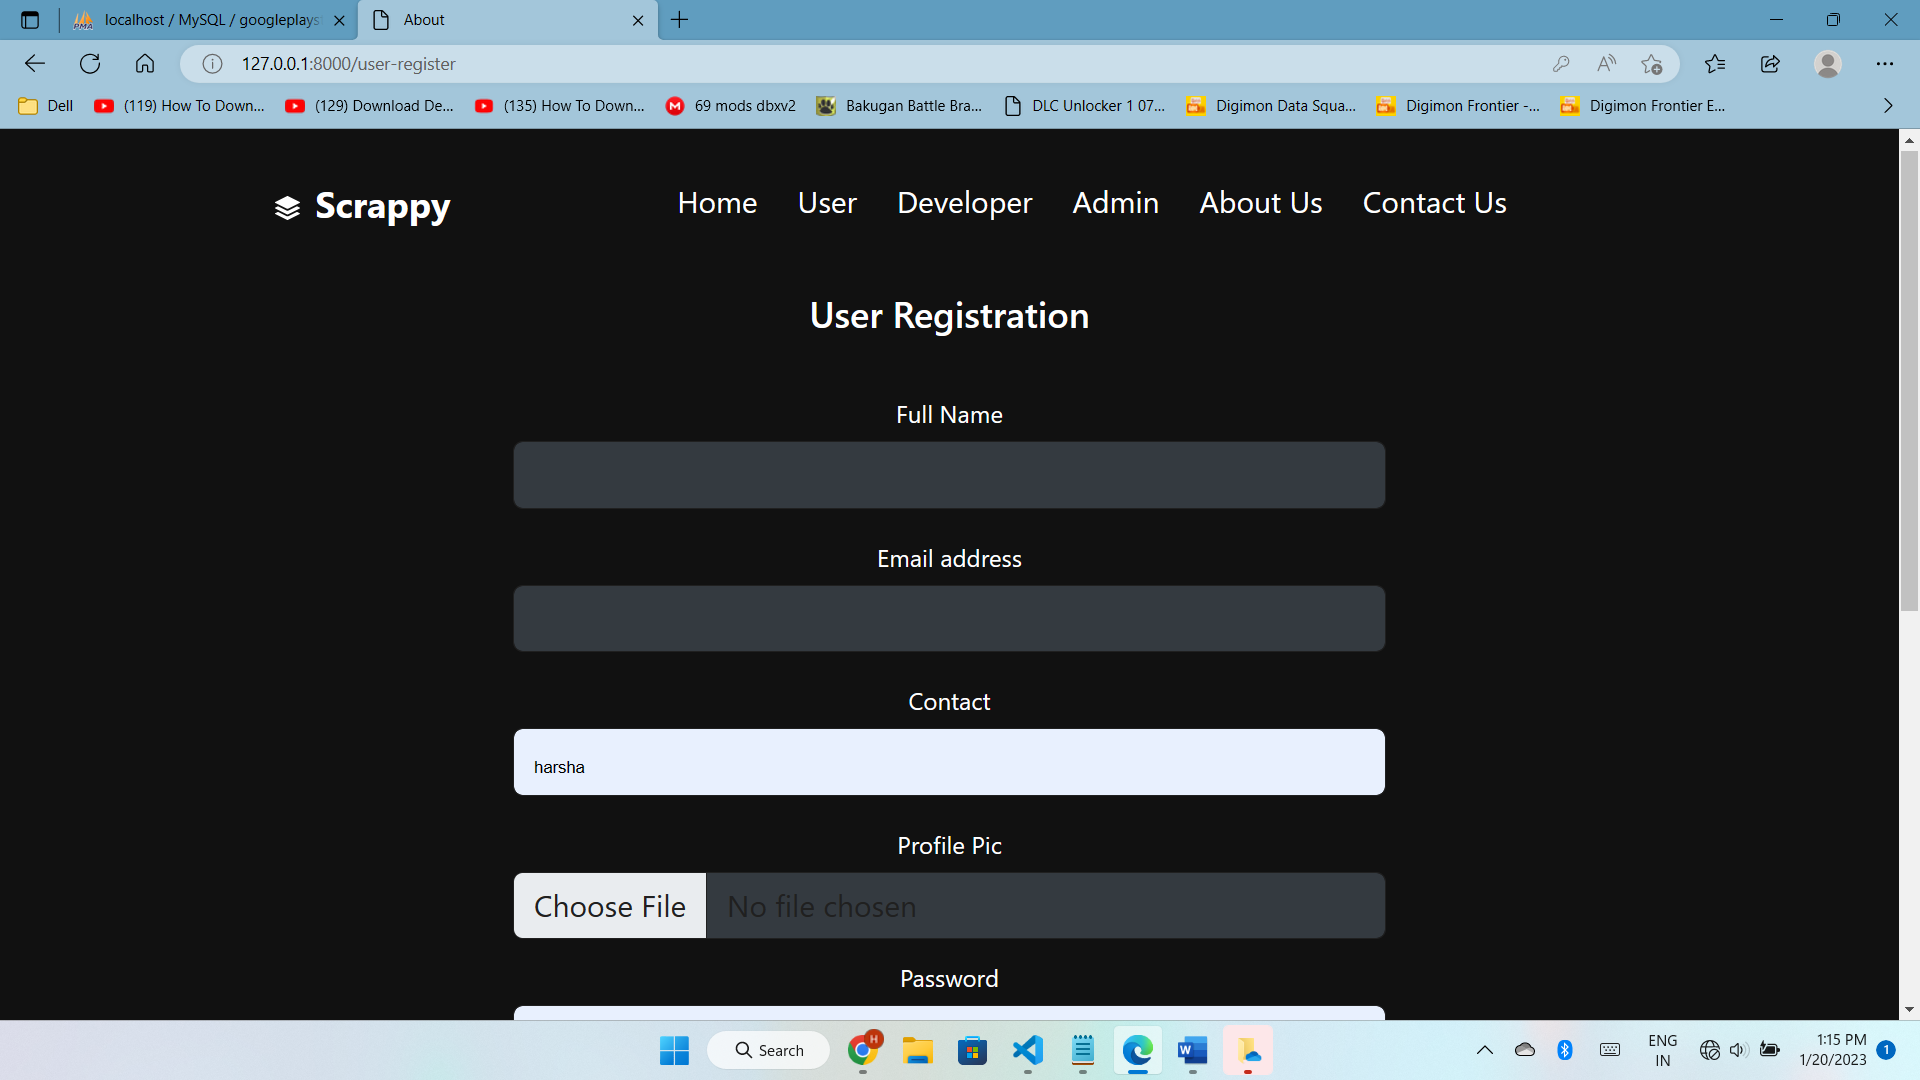 localhost / MySQL / googleplays
About
127.0.0.1:8000/user-register
Dell
(119) How To Down...
(129) Download De...
(135) How To Down...
69 mods dbxv2
Bakugan Battle Bra...
DLC Unlocker 1 07...
Digimon Data Squa...
Digimon Frontier -...
Digimon Frontier E...
Scrappy
Home
User
Developer
Admin
About Us
Contact Us
User Registration
Full Name
Email address
Contact
harsha
Profile Pic
Choose File
No file chosen
Password
Search
H
ENG
IN
1:15 PM
1/20/2023
1